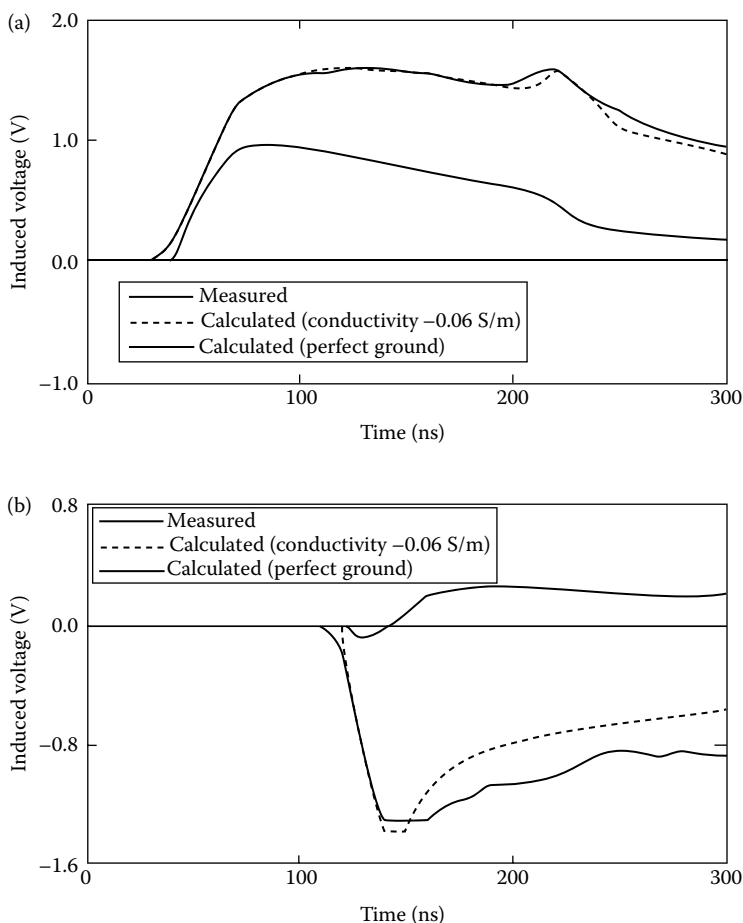 (a)
2.0
1.0
0.0
−1.0
Induced voltage (V)
Measured
Calculated (conductivity −0.06 S/m)
Calculated (perfect ground)
0
100
200
300
Time (ns)
(b)
0.8
0.0
−0.8
−1.6
Induced voltage (V)
Measured
Calculated (conductivity −0.06 S/m)
Calculated (perfect ground)
0
100
200
300
Time (ns)